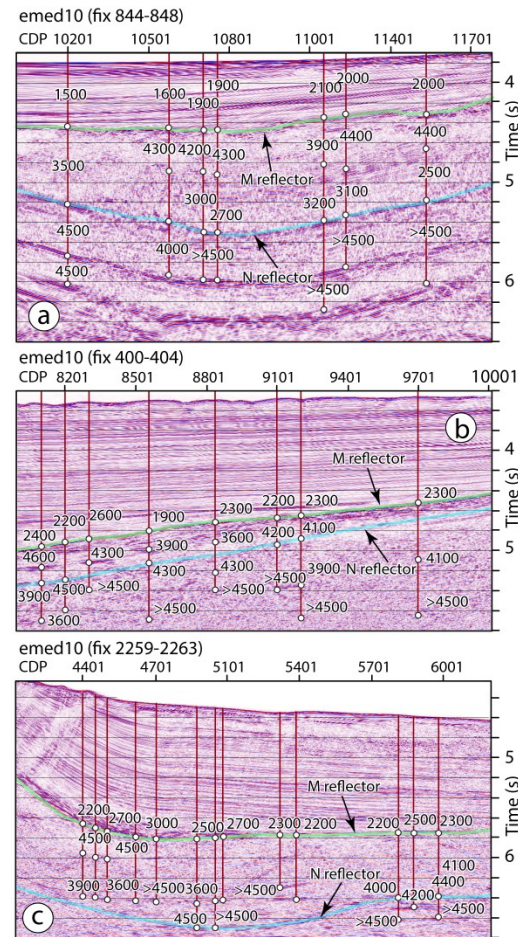 emed10 (fix 844-848)
CDP 10201 10501 10801 11001 11401 11701
1900 2000
1500 1600 1900 2100 2000
4
4300 4200 4300 3900 4400 4400
M reflector
3500 3000 3100 2500
5
2700 3200
4500 4000 >4500 >4500 >4500
N reflector
4500 >4500
6
Time (s)
a
emed10 (fix 400-404)
CDP 8201 8501 8801 9101 9401 9701 10001
b
4
M reflector
2400 2200 2600 1900 2300 2200 2300 2300
4600 3900 3600 4200 4100
N reflector
5
4300 4300 4300 4100
3900 4500 >4500 >4500 3900
3600 >4500 >4500 >4500
Time (s)
emed10 (fix 2259-2263)
CDP 4401 4701 5101 5401 5701 6001
5
M reflector
2200 2700 3000 2500 2700 2300 2200 2200 2500 2300
4500 4500
6
4100
3900 3600 >4500 3600 >4500 4000 4200 4400
N reflector
4500 >4500 >4500
Time (s)
c